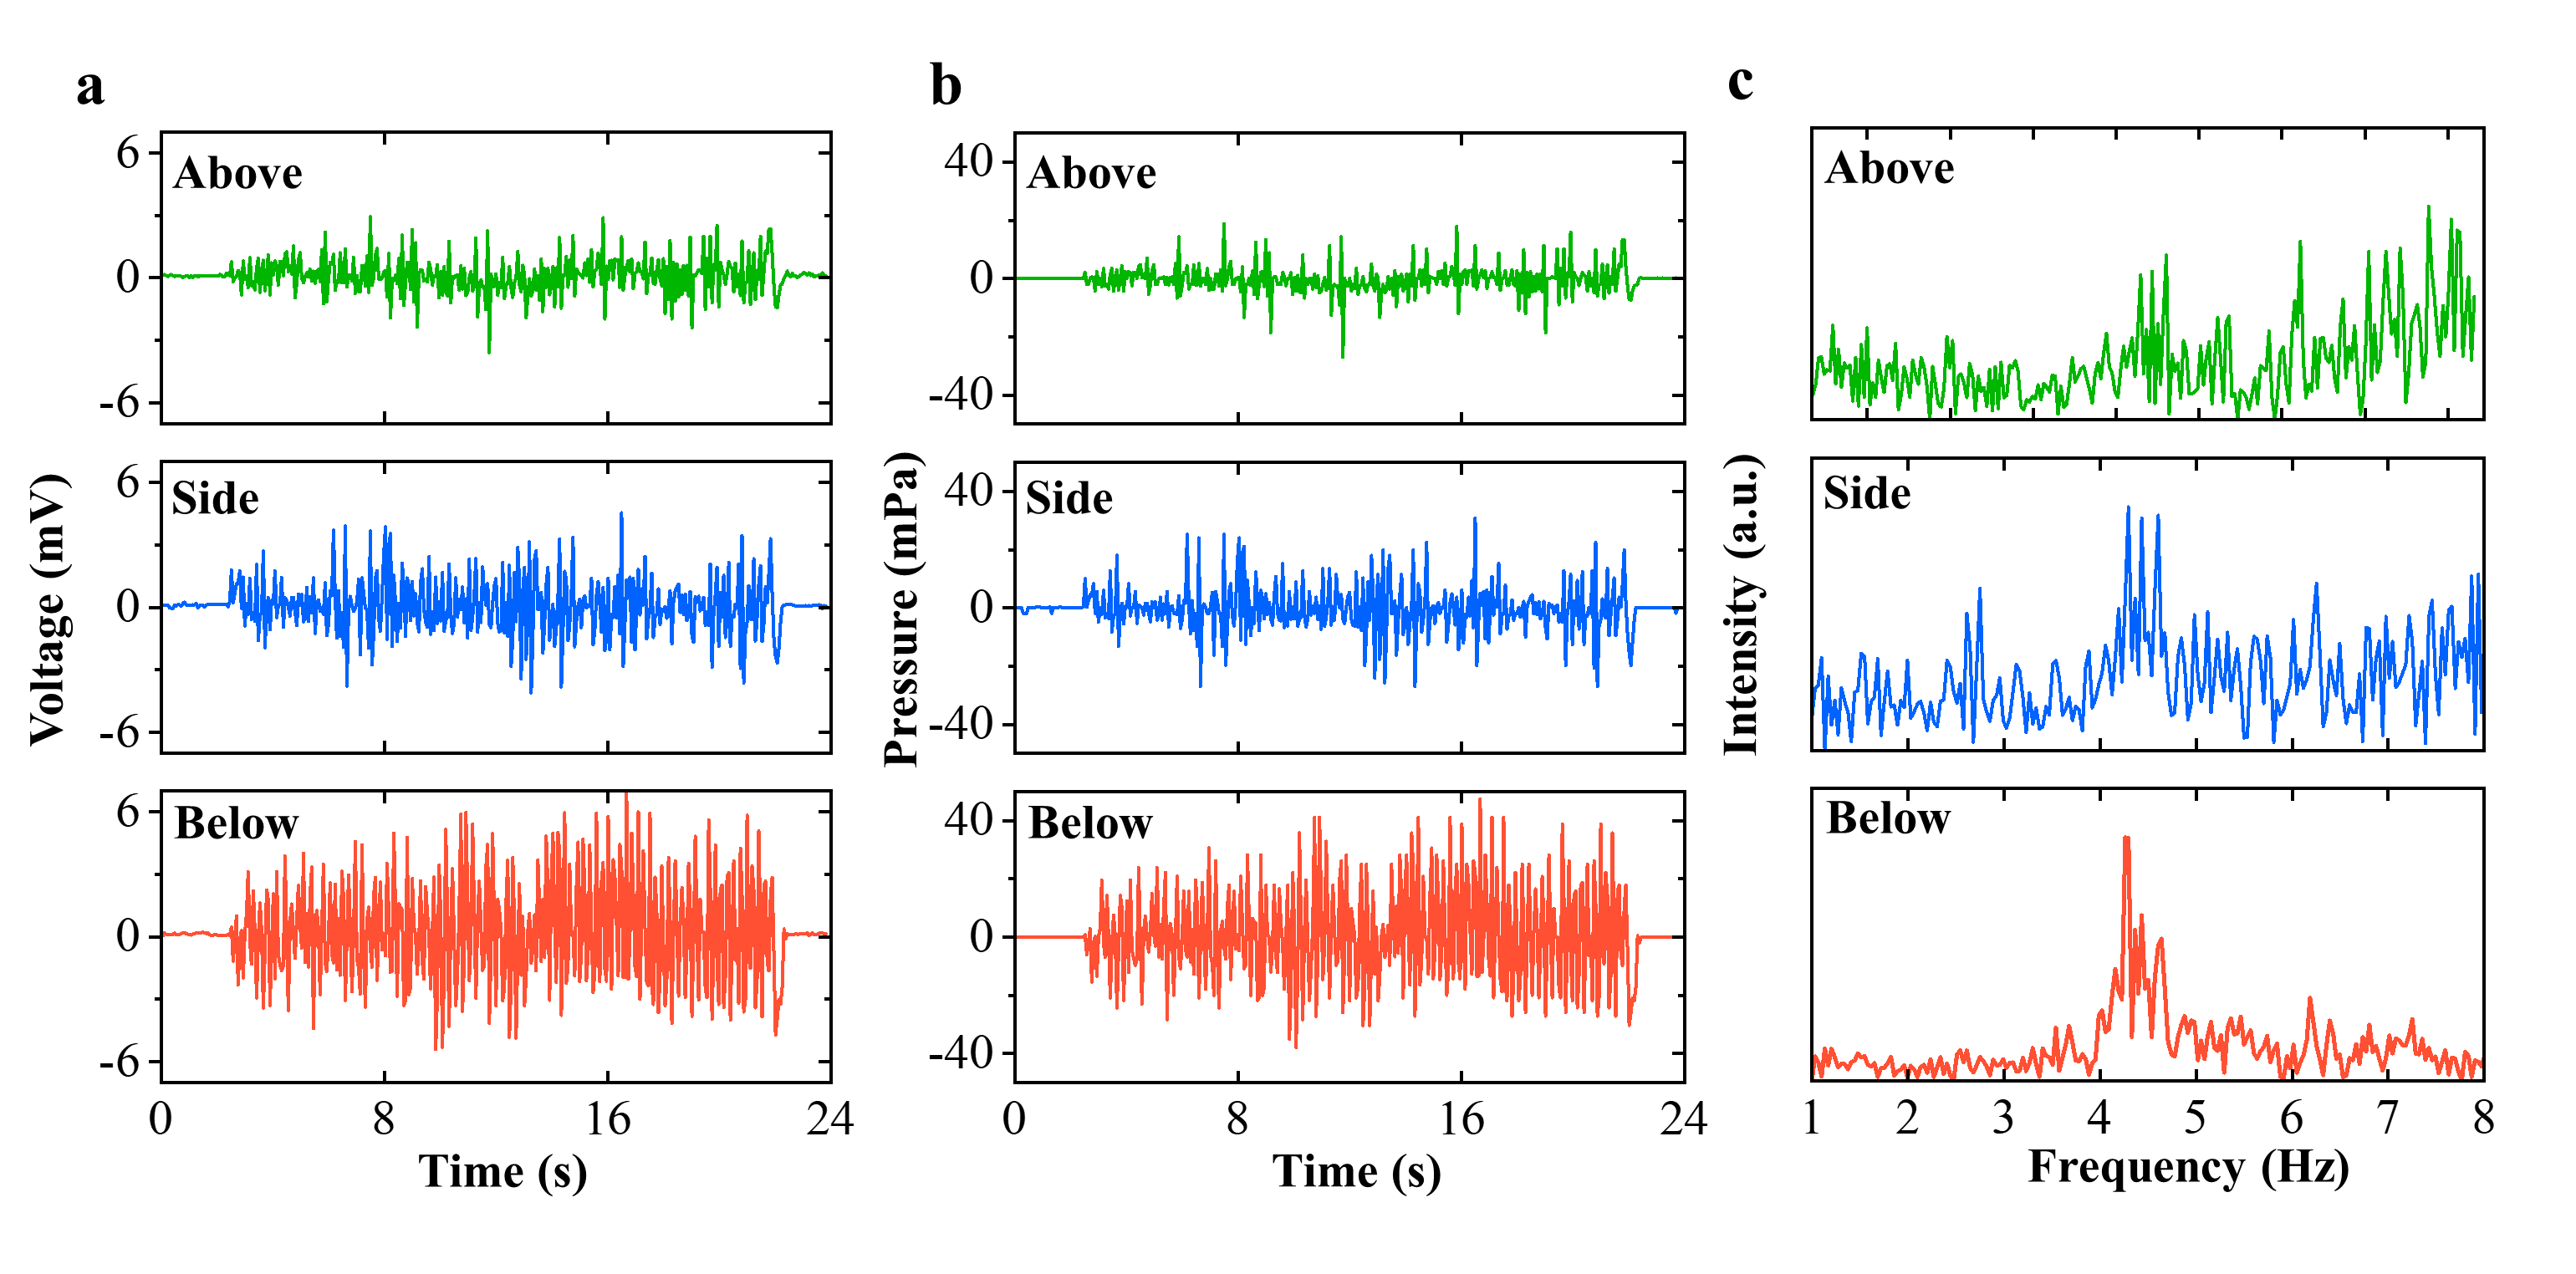 a
b
c
Voltage (mV)
6
0
-6
Above
6
0
-6
Side
6
0
-6
Below
0
8
16
24
Time (s)
Pressure (mPa)
40
0
-40
Above
40
0
-40
Side
40
0
-40
Below
0
8
16
24
Time (s)
Intensity (a.u.)
Above
Side
Below
1
2
3
4
5
6
7
8
Frequency (Hz)